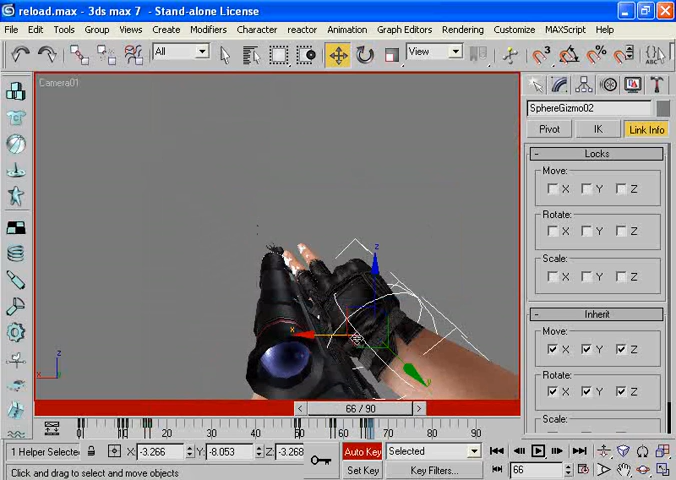 reload.max - 3ds max 7 - Stand-alone License
File Edit Tools Group Views Create Modifiers Character reactor Animation Graph Editors Rendering Customize MAXScript Help
All View 3 % {ABC}
Camera01
SphereGizmo02
Pivot IK Link Info
- Locks
Move:
X Y Z
Rotate:
X Y Z
Scale:
X Y Z
- Inherit
Move:
X Y Z
Rotate:
X Y Z
Scale:
z
x
y
z
x
< 66 / 90 >
0 10 20 30 40 50 60 70 80 90
1 Helper Selecte X: -3.266 Y: -8.053 Z: -3.268 Auto Key Selected
Click and drag to select and move objects Set Key Key Filters... 66